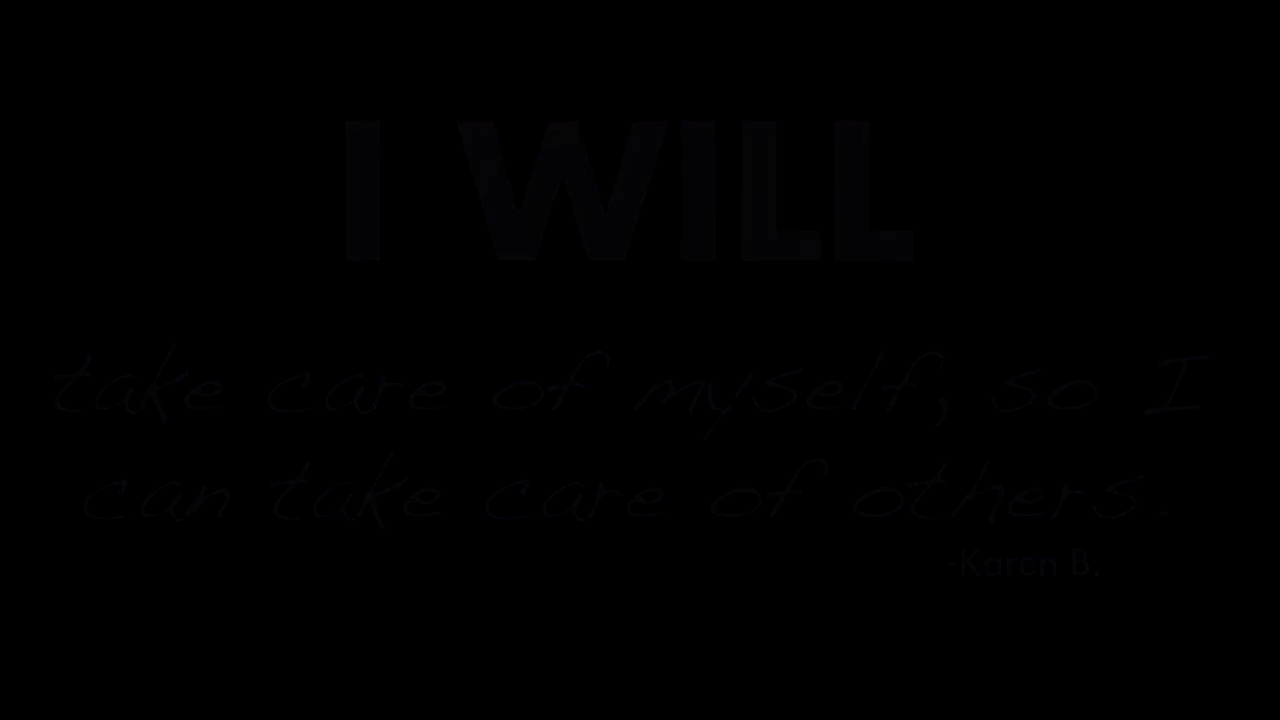 I WILL
take care of myself, so I
can take care of others.
-Karen B.